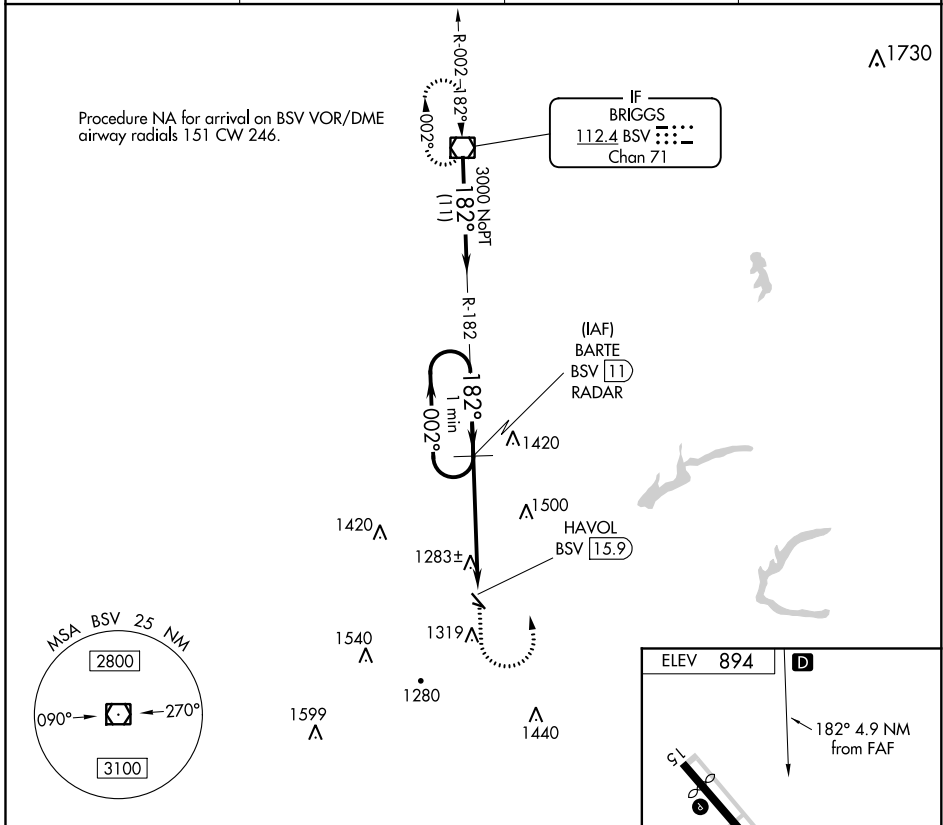 R-002
182°
002°
1730
Procedure NA for arrival on BSV VOR/DME
airway radials 151 CW 246.
IF
BRIGGS
112.4 BSV
Chan 71
3000 NoPT
182°
(11)
R-182
(IAF)
BARTE
BSV 11
RADAR
182°
1 min
002°
1420
1500
1420
HAVOL
BSV 15.9
1283±
MSA BSV 25 NM
2800
090°
270°
3100
1540
1319
1280
1599
1440
ELEV 894 D
182° 4.9 NM
from FAF
15
P